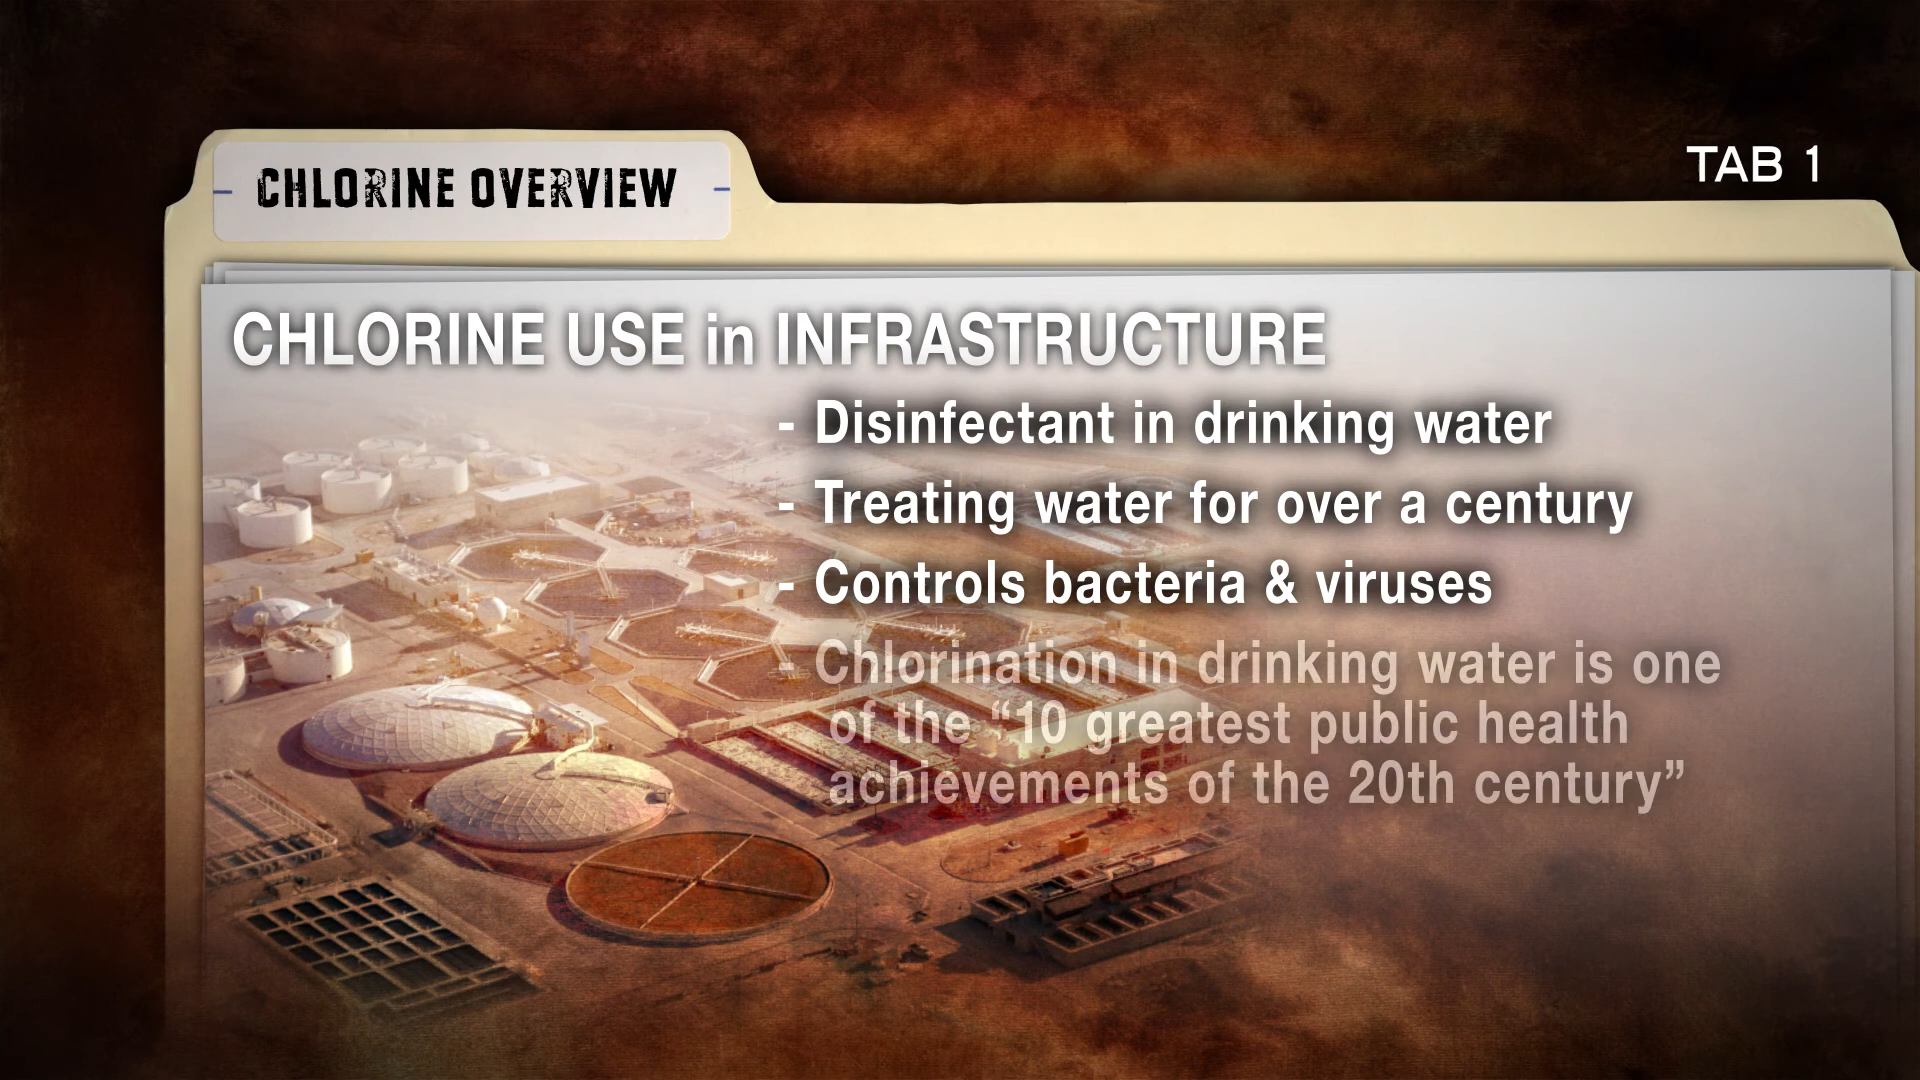 CHLORINE OVERVIEW
TAB 1
CHLORINE USE in INFRASTRUCTURE
- Disinfectant in drinking water
- Treating water for over a century
- Controls bacteria & viruses
- Chlorination in drinking water is one
of the “10 greatest public health
achievements of the 20th century”